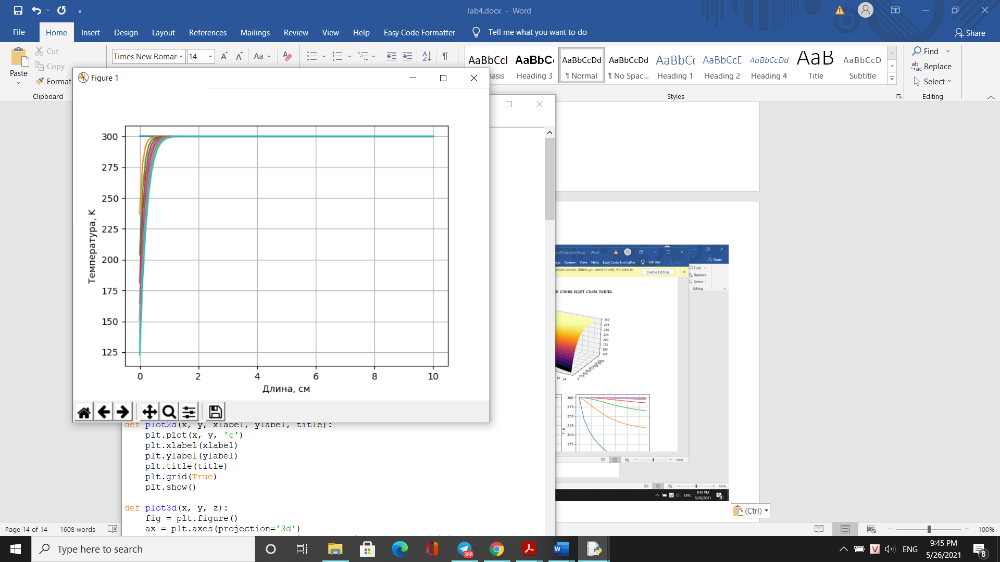 lab4.docx - Word
File Home Insert Design Layout References Mailings Review View Help Easy Code Formatter Tell me what you want to do Share
Cut
Copy
Paste
Format
Clipboard
Times New Roman 14 Aa
AaBbCcI AaBbCc AaBbCcDd AaBbCcDd AaBbCc AaBbCcD AaBbCcDd AaB AaBbCcD
asis Heading 3 ¶ Normal ¶ No Spac... Heading 1 Heading 2 Heading 4 Title Subtitle
Styles
Find
Replace
Select
Editing
Figure 1
300
275
250
225
200
175
150
125
Температура, К
0 2 4 6 8 10
Длина, см
def plot2d(x, y, xlabel, ylabel, title):
plt.plot(x, y, 'c')
plt.xlabel(xlabel)
plt.ylabel(ylabel)
plt.title(title)
plt.grid(True)
plt.show()
def plot3d(x, y, z):
fig = plt.figure()
ax = plt.axes(projection='3d')
cx (Protected View) - Word
Share
ngs Review View Help Easy Code Formatter Tell me
ontain viruses. Unless you need to edit, it's safer to
Enable Editing
Find
Replace
Select
Editing
е слева идет съем тепла.
300
275
250
225
200
175
150
125
1400
1200
1000
800
600
400
200
0
12 14
300
275
250
225
200
175
T, K
100%
100%
ENG
9:45 PM
5/26/2021
(Ctrl)
Page 14 of 14 1608 words
100%
Type here to search
388
ENG
9:45 PM
5/26/2021
8